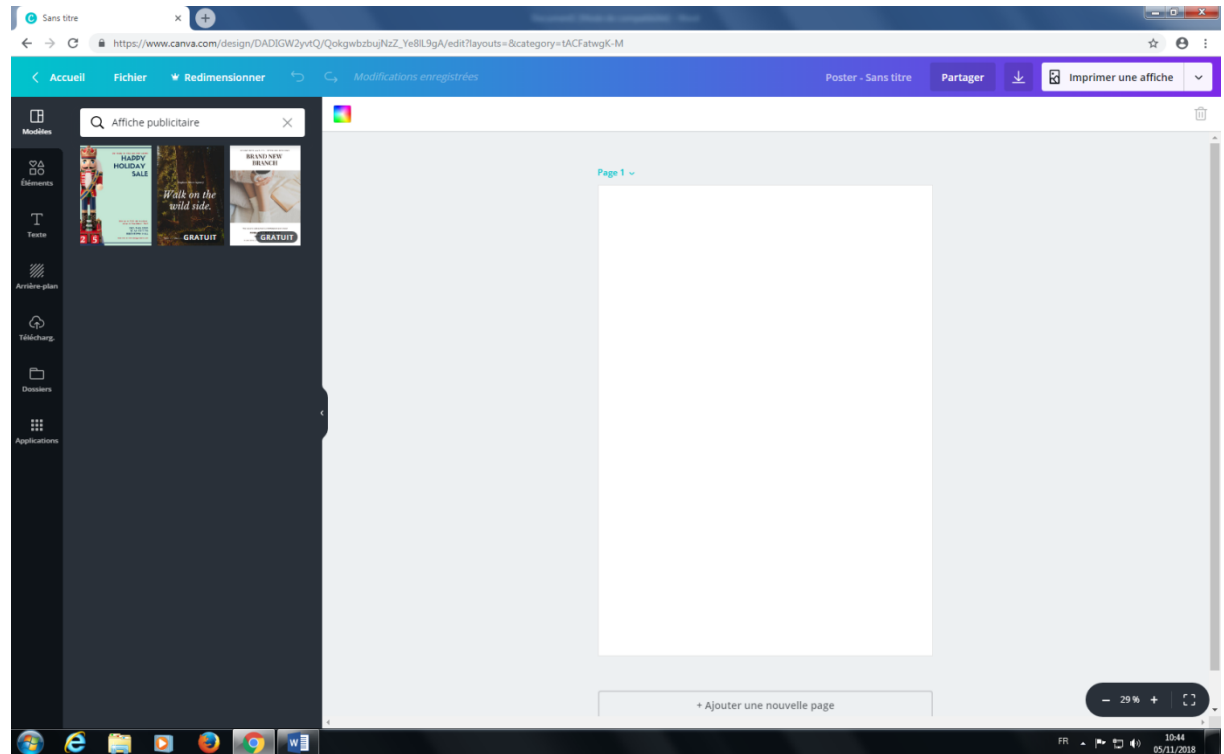 Sans titre
https://www.canva.com/design/DADIGW2yvtQ/QokgwbzbujNzZ_Ye8lL9gA/edit?layouts=&category=tACFatwgK-M
Accueil
Fichier
Redimensionner
Modifications enregistrées
Poster - Sans titre
Partager
Imprimer une affiche
Modèles
Éléments
Texte
Arrière-plan
Télécharg.
Dossiers
Applications
Affiche publicitaire
HAPPY
HOLIDAY
SALE
2 5
Walk on the
wild side.
GRATUIT
BRAND NEW
BRANCH
GRATUIT
Page 1
+ Ajouter une nouvelle page
– 29 % +
FR
10:44
05/11/2018